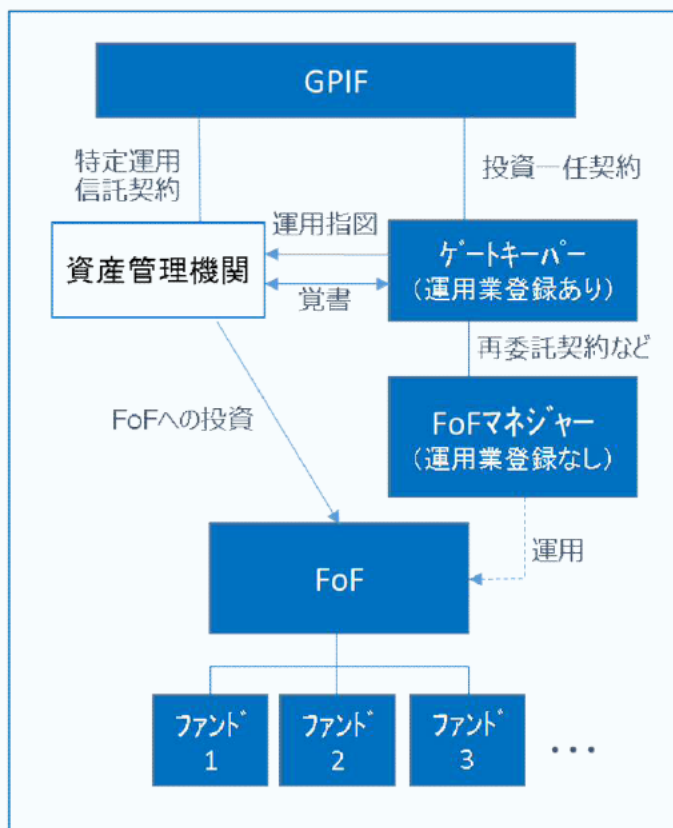 GPIF
特定運用
信託契約
投資一任契約
運用指図
資産管理機関
覚書
ｹﾞｰﾄｷｰﾊﾟｰ
(運用業登録あり)
再委託契約など
FoFへの投資
FoFﾏﾈｼﾞｬｰ
(運用業登録なし)
運用
FoF
ﾌｧﾝﾄﾞ
1
ﾌｧﾝﾄﾞ
2
ﾌｧﾝﾄﾞ
3
・・・